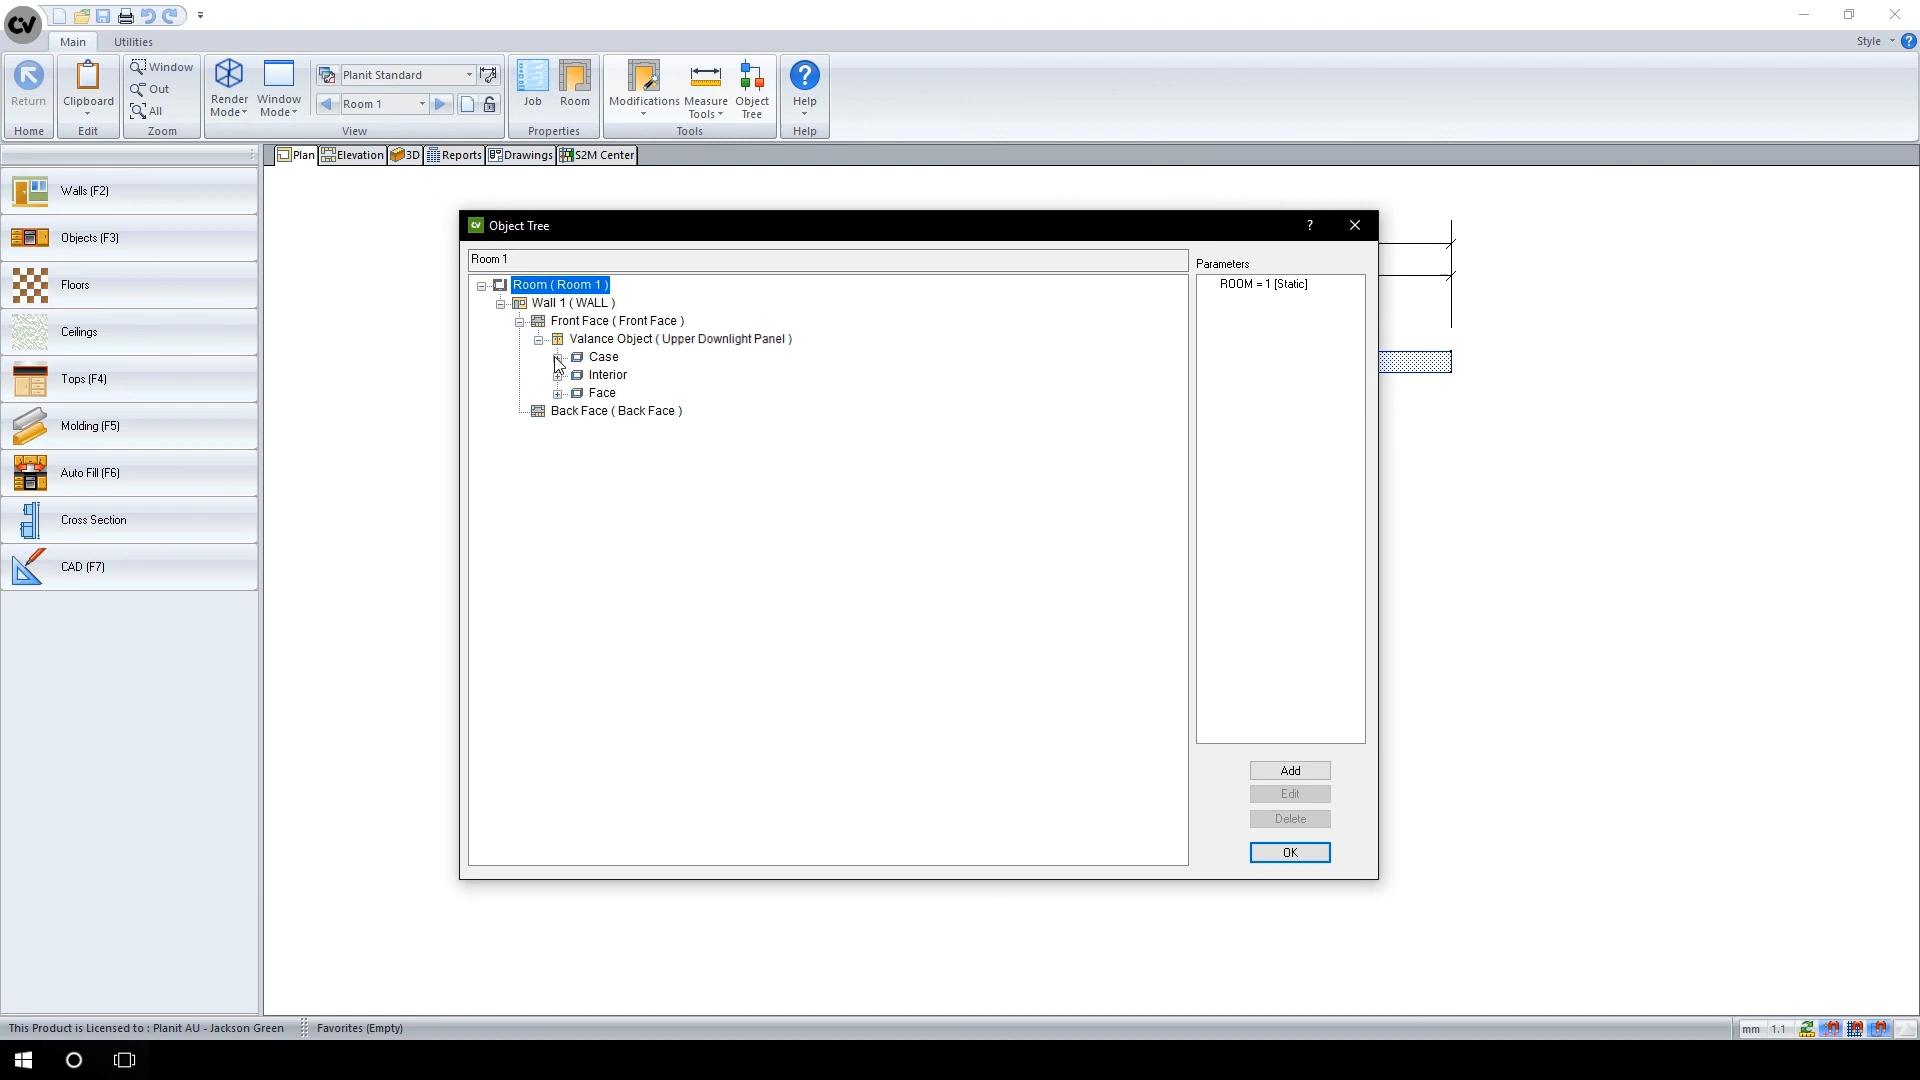 CV
Main
Utilities
Style
Return
Home
Clipboard
Edit
Window
Out
All
Zoom
Render
Mode
Window
Mode
Planit Standard
Room 1
View
Job
Room
Properties
Modifications
Measure
Tools
Object
Tree
Tools
Help
Help
Plan
Elevation
3D
Reports
Drawings
S2M Center
Walls (F2)
Objects (F3)
Floors
Ceilings
Tops (F4)
Molding (F5)
Auto Fill (F6)
Cross Section
CAD (F7)
CV Object Tree
Room 1
Room ( Room 1 )
Wall 1 ( WALL )
Front Face ( Front Face )
Valance Object ( Upper Downlight Panel )
Case
Interior
Face
Back Face ( Back Face )
Parameters
ROOM = 1 [Static]
Add
Edit
Delete
OK
This Product is Licensed to : Planit AU - Jackson Green
Favorites (Empty)
mm
1.1